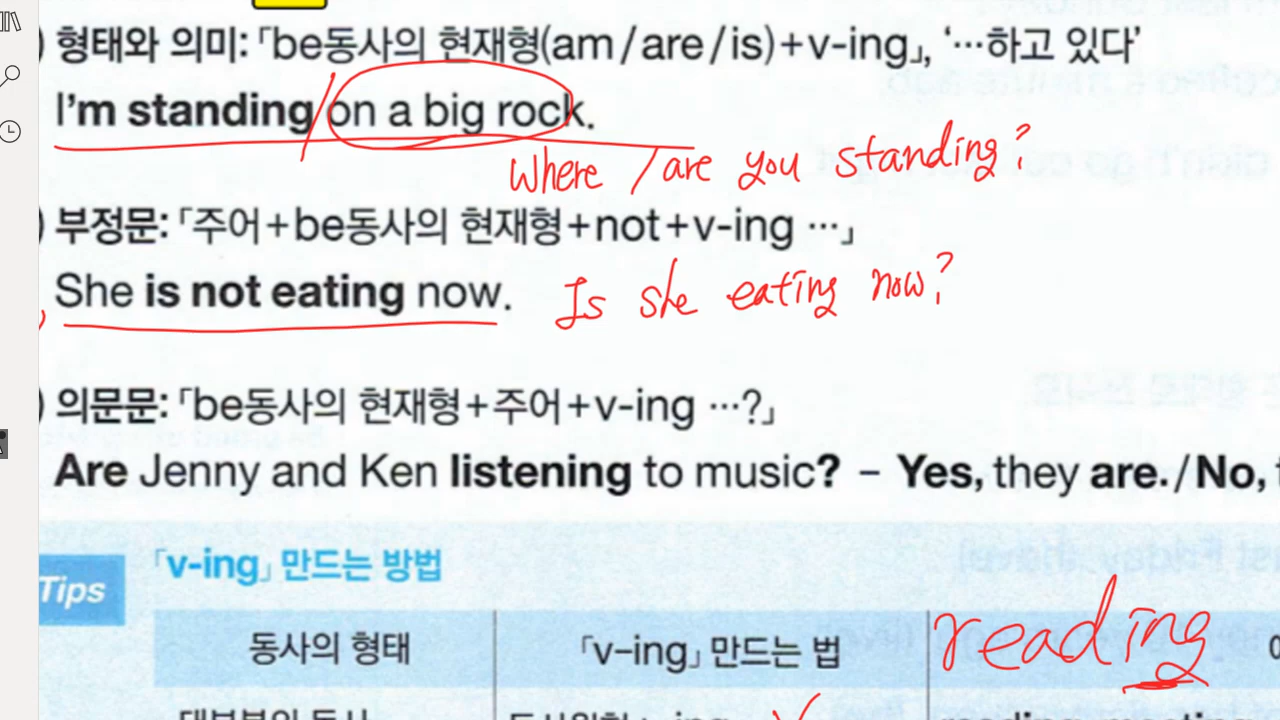 ) 형태와 의미: 「be동사의 현재형(am/are/is)+v-ing」, ‘…하고 있다’
I’m standing / on a big rock.
Where / are you standing?
) 부정문: 「주어+be동사의 현재형+not+v-ing …」
She is not eating now.
Is she eating now?
) 의문문: 「be동사의 현재형+주어+v-ing …?」
Are Jenny and Ken listening to music? – Yes, they are. / No,
Tips
「v-ing」 만드는 방법
동사의 형태
「v-ing」 만드는 법
reading